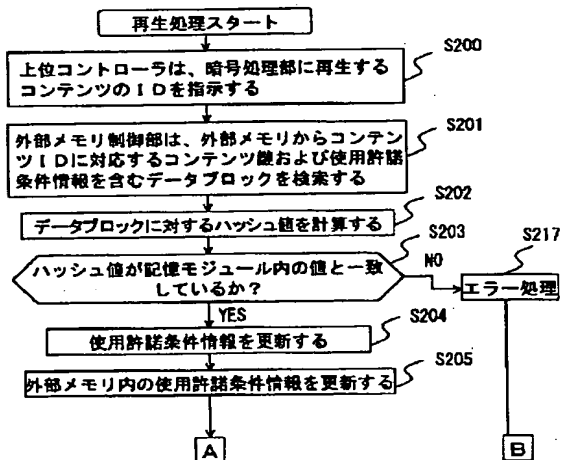 再生処理スタート
S200
上位コントローラは、暗号処理部に再生する
コンテンツのIDを指示する
S201
外部メモリ制御部は、外部メモリからコンテン
ツIDに対応するコンテンツ鍵および使用許諾
条件情報を含むデータブロックを検索する
S202
データブロックに対するハッシュ値を計算する
S203
ハッシュ値が記憶モジュール内の値と一致
しているか?
NO
S217
エラー処理
YES
S204
使用許諾条件情報を更新する
S205
外部メモリ内の使用許諾条件情報を更新する
A
B